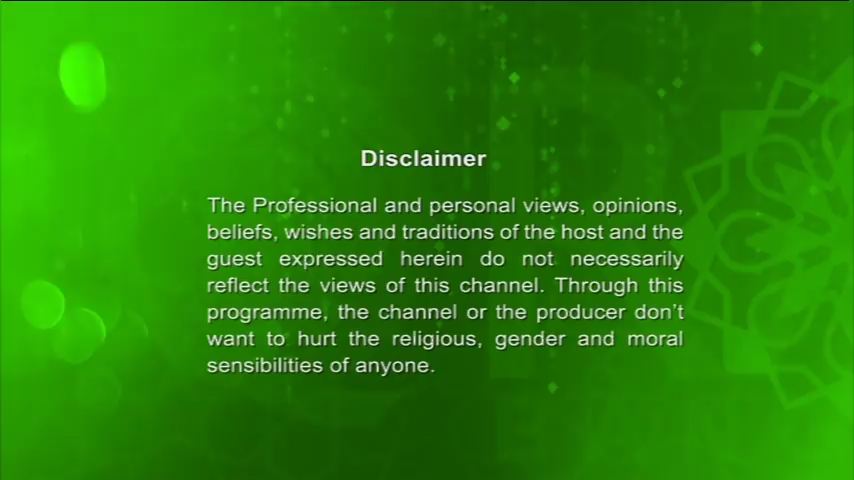 Disclaimer
The Professional and personal views, opinions,
beliefs, wishes and traditions of the host and the
guest expressed herein do not necessarily
reflect the views of this channel. Through this
programme, the channel or the producer don't
want to hurt the religious, gender and moral
sensibilities of anyone.